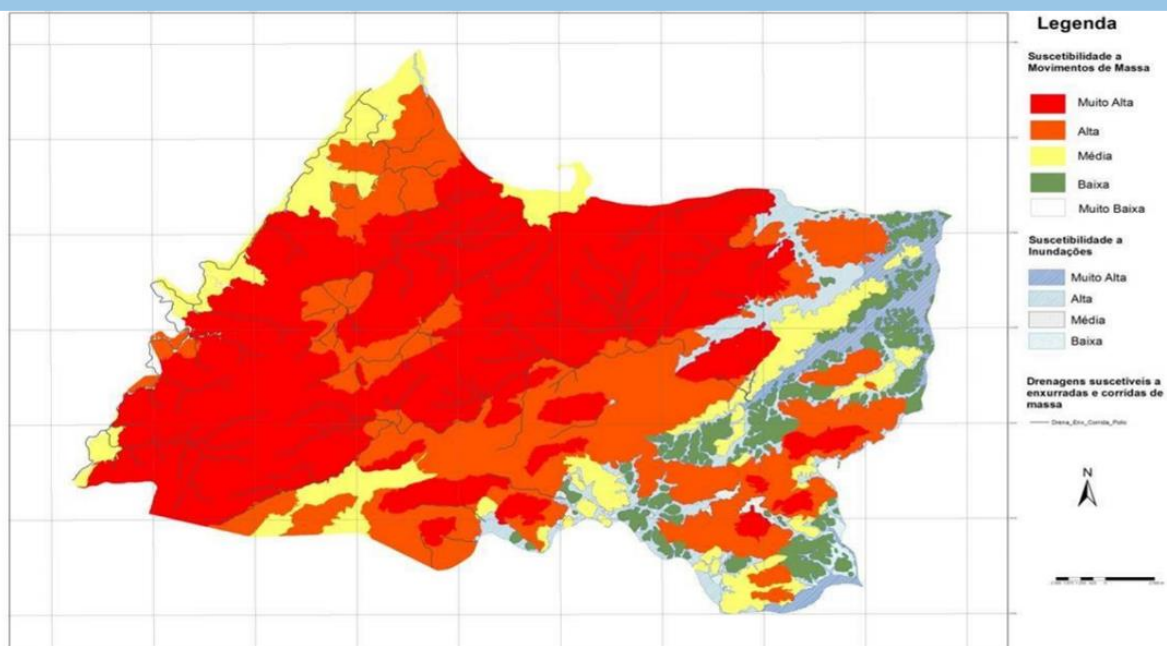 Legenda
Suscetibilidade a
Movimentos de Massa
Muito Alta
Alta
Média
Baixa
Muito Baixa
Suscetibilidade a
Inundações
Muito Alta
Alta
Média
Baixa
Drenagens suscetíveis a
enxurradas e corridas de
massa
Drena_Enx_Corrida_Polo
N